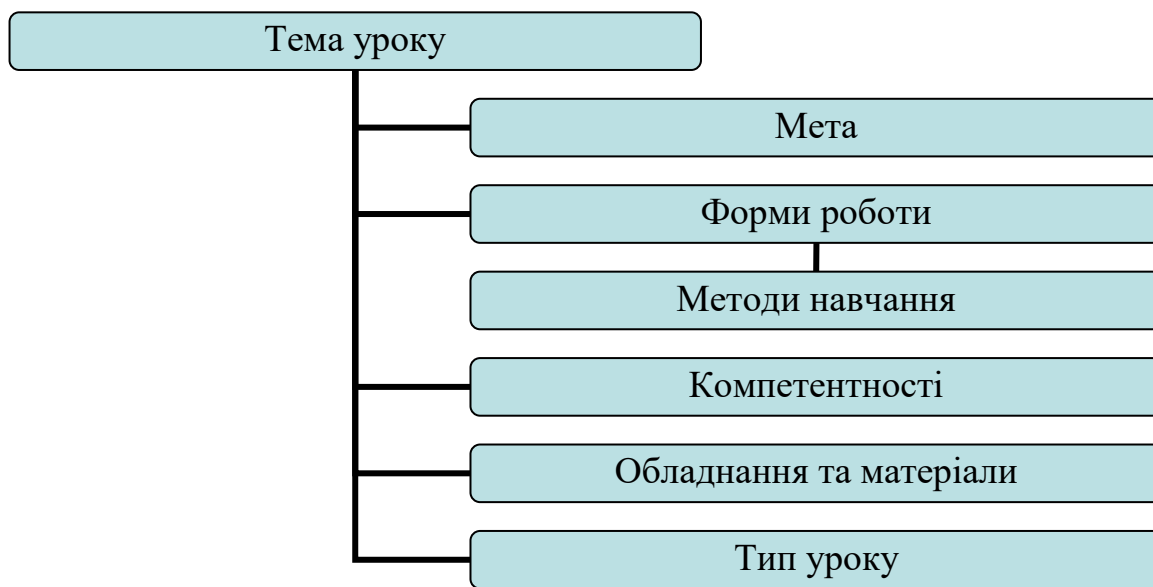 Тема уроку
Мета
Форми роботи
Методи навчання
Компетентності
Обладнання та матеріали
Тип уроку